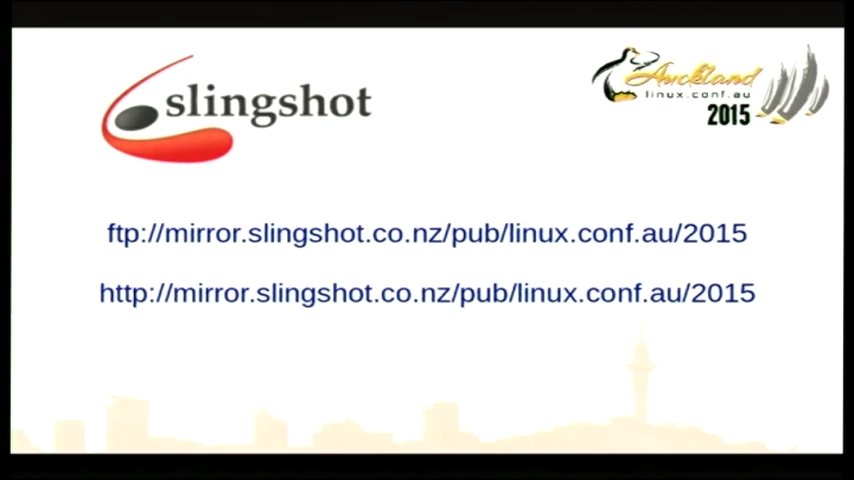 slingshot
Auckland
linux.conf.au
2015
ftp://mirror.slingshot.co.nz/pub/linux.conf.au/2015
http://mirror.slingshot.co.nz/pub/linux.conf.au/2015